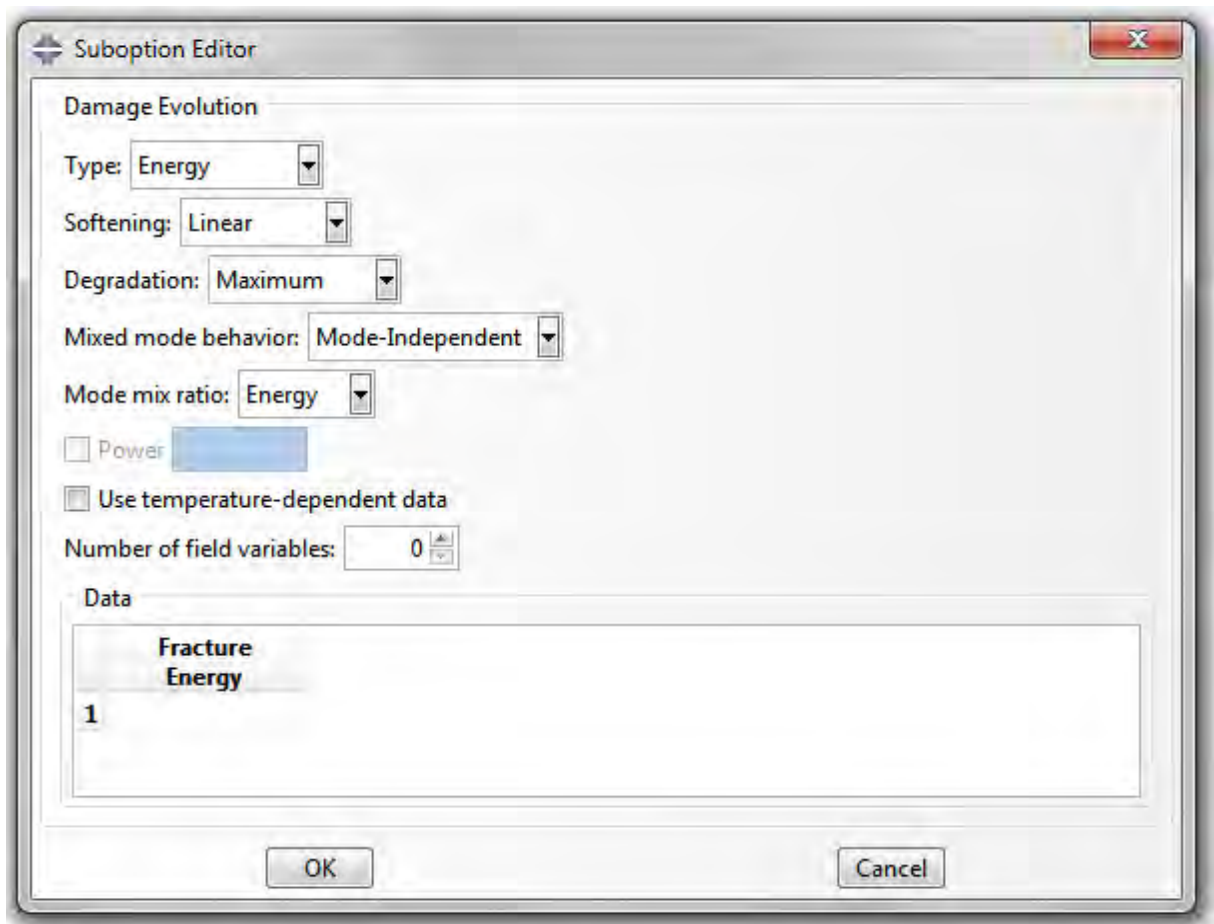 Suboption Editor
Damage Evolution
Type: Energy
Softening: Linear
Degradation: Maximum
Mixed mode behavior: Mode-Independent
Mode mix ratio: Energy
Power
Use temperature-dependent data
Number of field variables: 0
Data
Fracture
Energy
1
OK Cancel